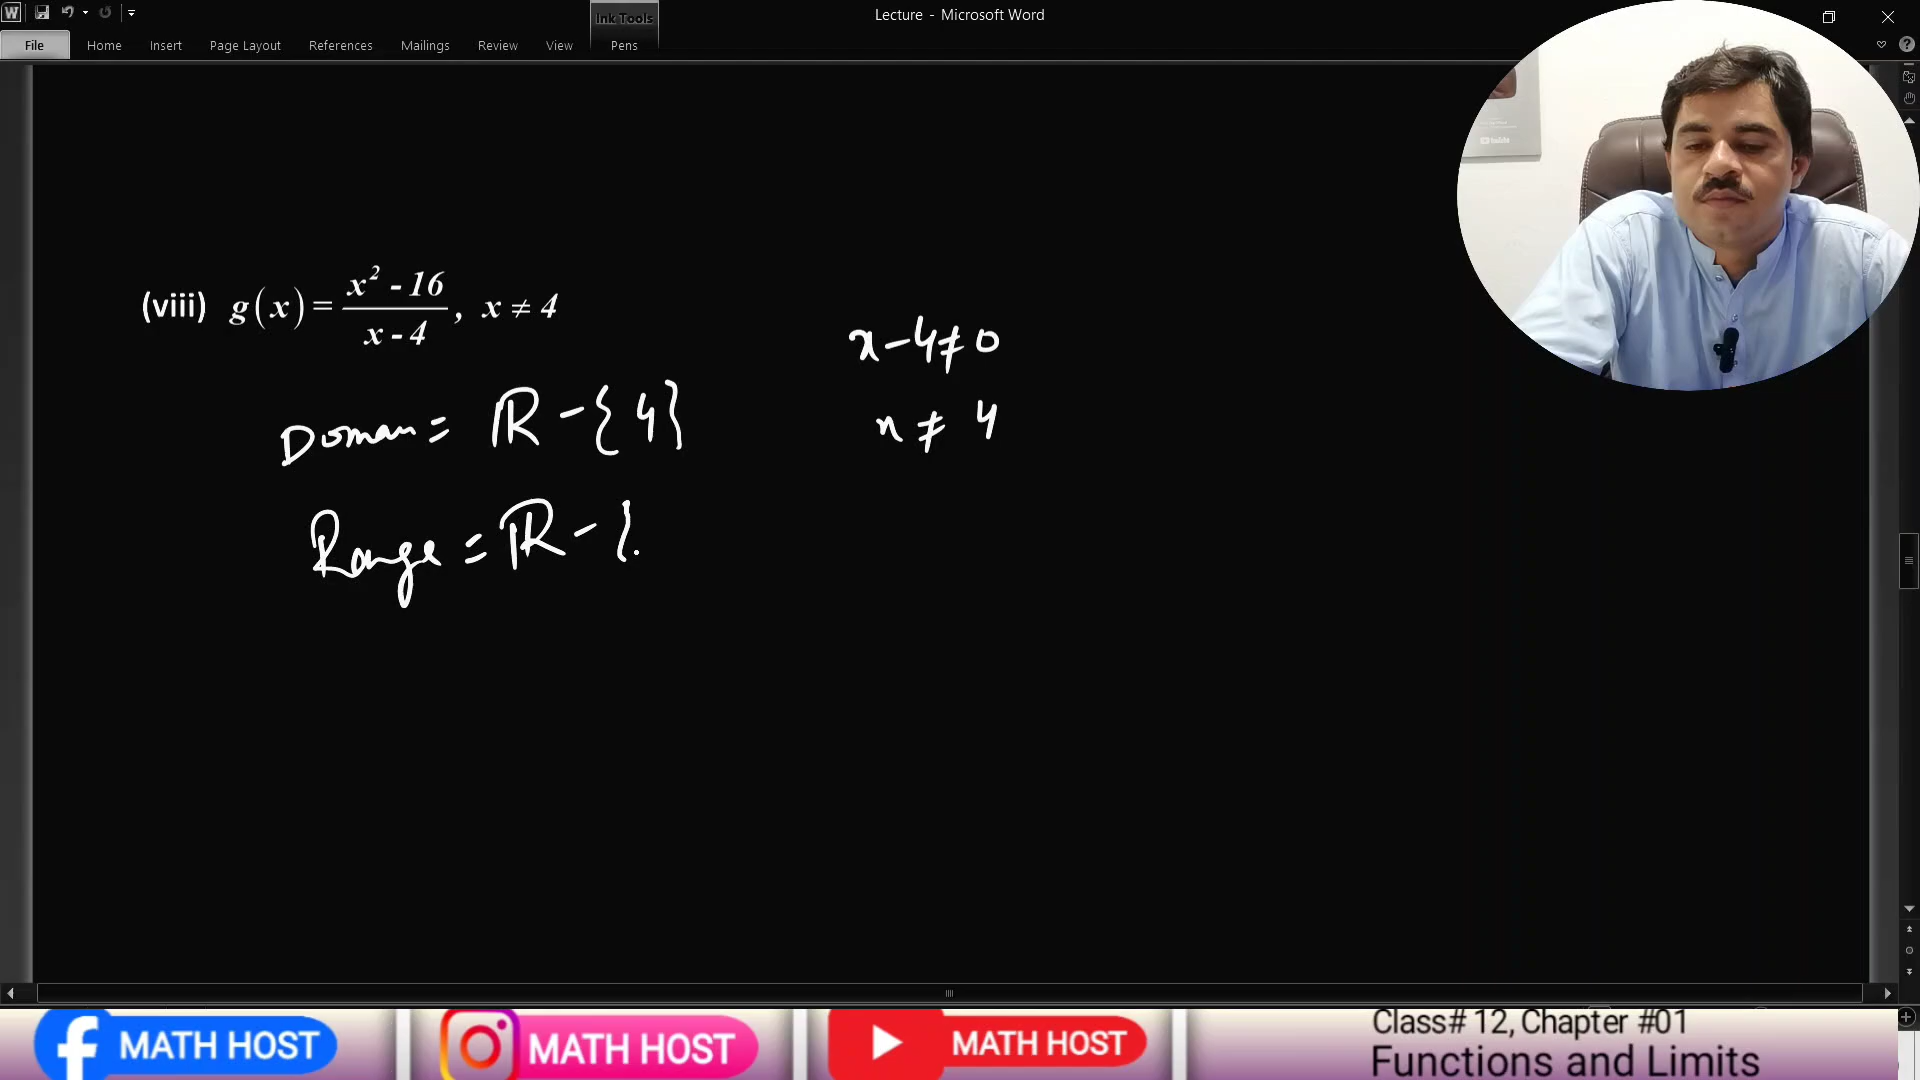 Lecture - Microsoft Word
Ink Tools
File Home Insert Page Layout References Mailings Review View Pens
(viii) g(x) = \frac{x² - 16}{x - 4}, x ≠ 4
x - 4 ≠ 0
Doman = ℝ - { 4 }
x ≠ 4
Range = ℝ - {
MATH HOST
MATH HOST
MATH HOST
Class# 12, Chapter #01
Functions and Limits